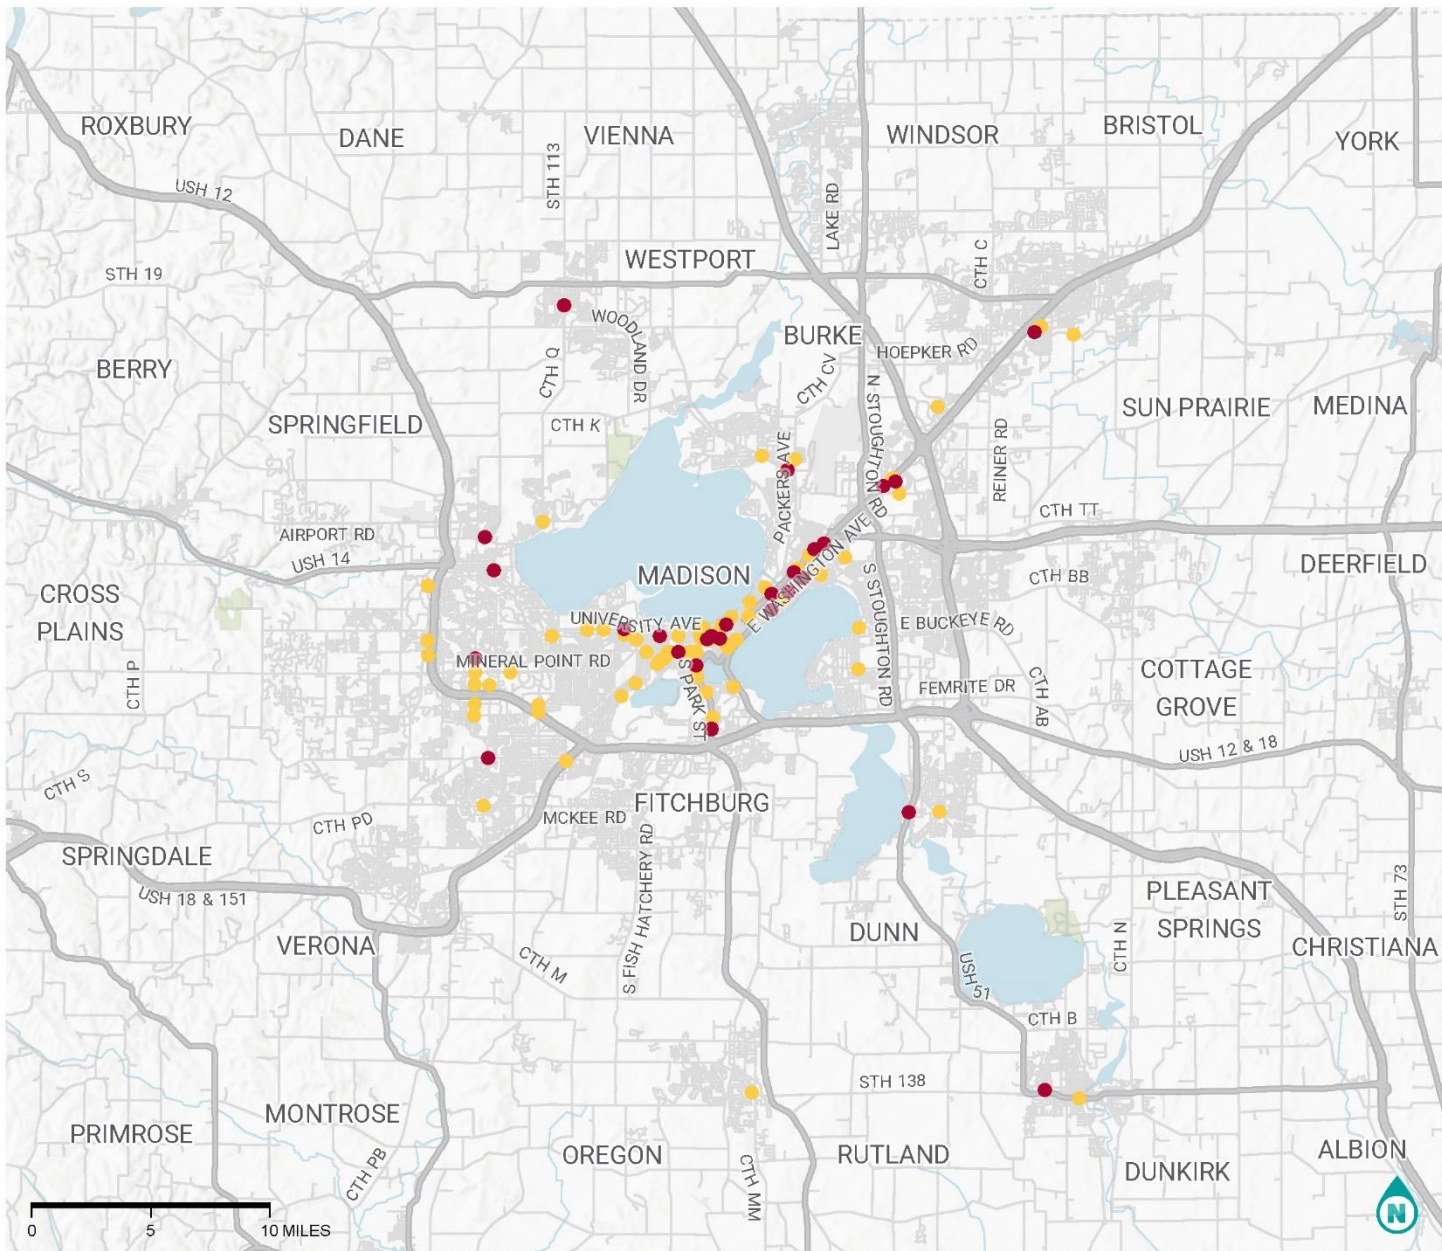 ROXBURY
DANE
VIENNA
WINDSOR
BRISTOL
YORK
STH 113
USH 12
LAKE RD
WESTPORT
CTH C
STH 19
WOODLAND DR
BURKE
HOEPKER RD
BERRY
CTH Q
CTH CV
N STOUGHTON RD
SPRINGFIELD
CTH K
SUN PRAIRIE
MEDINA
PACKERS AVE
REINER RD
CTH TT
AIRPORT RD
USH 14
MADISON
E WASHINGTON AVE
CTH BB
DEERFIELD
CROSS
PLAINS
UNIVERSITY AVE
S STOUGHTON RD
E BUCKEYE RD
MINERAL POINT RD
CTH P
S PARK ST
FEMRITE DR
CTH AB
COTTAGE
GROVE
USH 12 & 18
CTH S
FITCHBURG
MCKEE RD
CTH PD
SPRINGDALE
USH 18 & 151
S FISH HATCHERY RD
STH 73
PLEASANT
SPRINGS
DUNN
VERONA
CTH M
CTH N
CHRISTIANA
USH 51
CTH B
STH 138
MONTROSE
PRIMROSE
OREGON
RUTLAND
ALBION
CTH PB
CTH MM
DUNKIRK
N
0 5 10 MILES